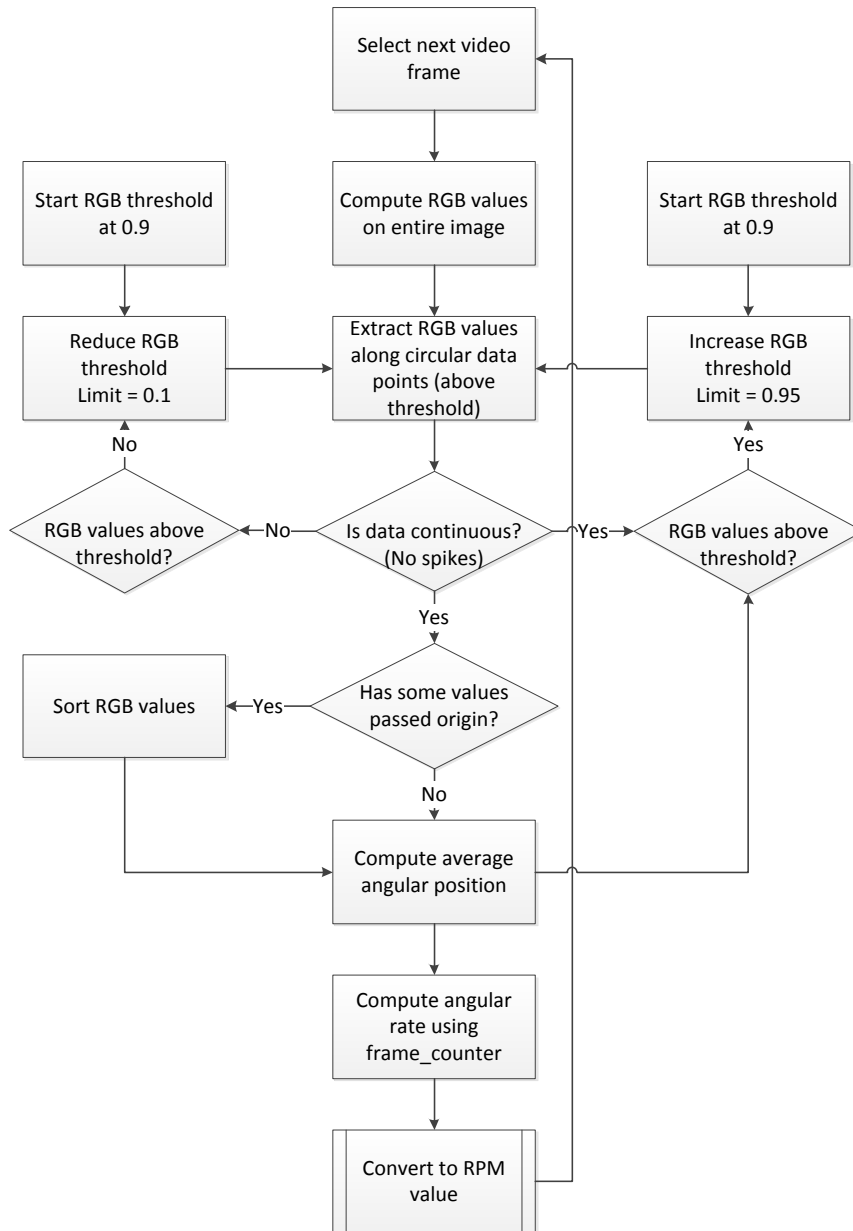 Select next video
frame
Start RGB threshold
at 0.9
Compute RGB values
on entire image
Start RGB threshold
at 0.9
Reduce RGB
threshold
Limit = 0.1
Extract RGB values
along circular data
points (above
threshold)
Increase RGB
threshold
Limit = 0.95
No
Yes
RGB values above
threshold?
No
Is data continuous?
(No spikes)
Yes
RGB values above
threshold?
Yes
Sort RGB values
Yes
Has some values
passed origin?
No
Compute average
angular position
Compute angular
rate using
frame_counter
Convert to RPM
value